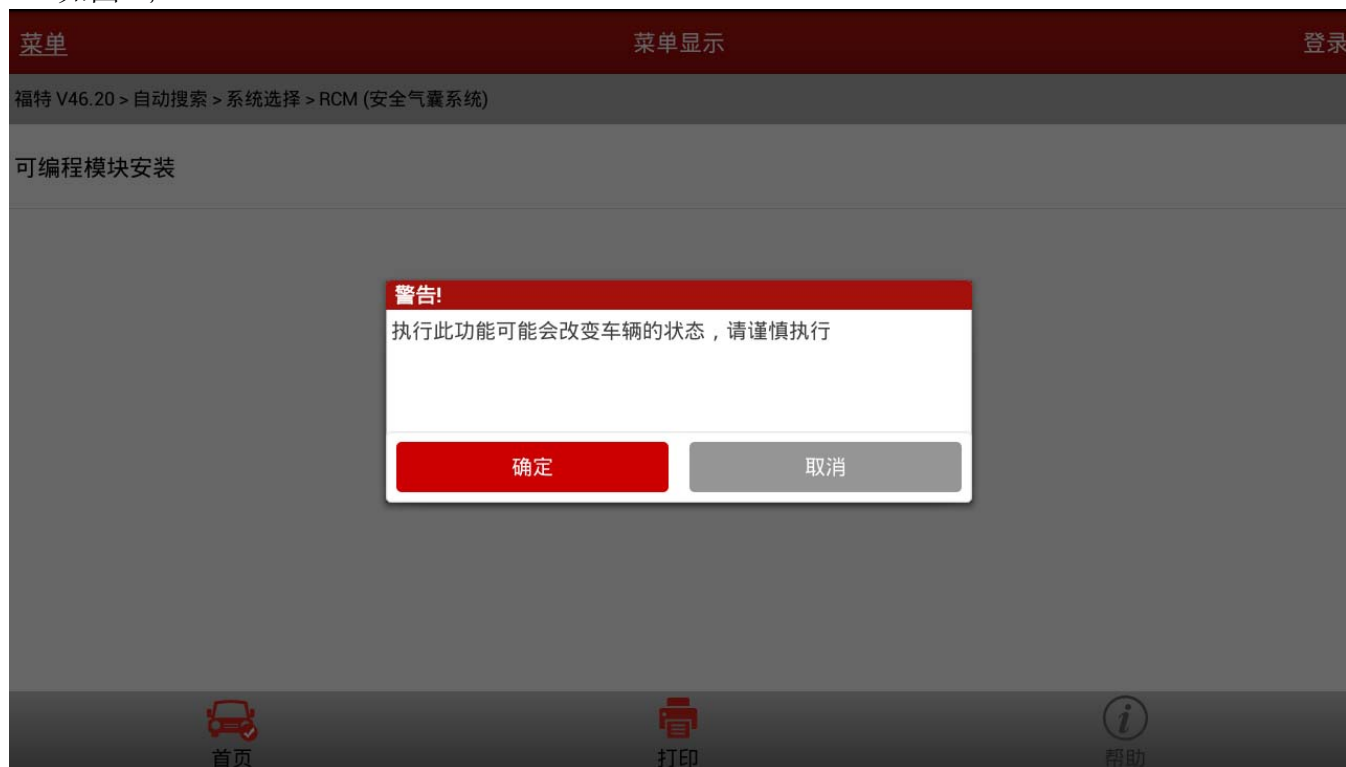 菜单
菜单显示
登录
福特 V46.20 > 自动搜索 > 系统选择 > RCM (安全气囊系统)
可编程模块安装
警告!
执行此功能可能会改变车辆的状态，请谨慎执行
确定
取消
首页
打印
帮助